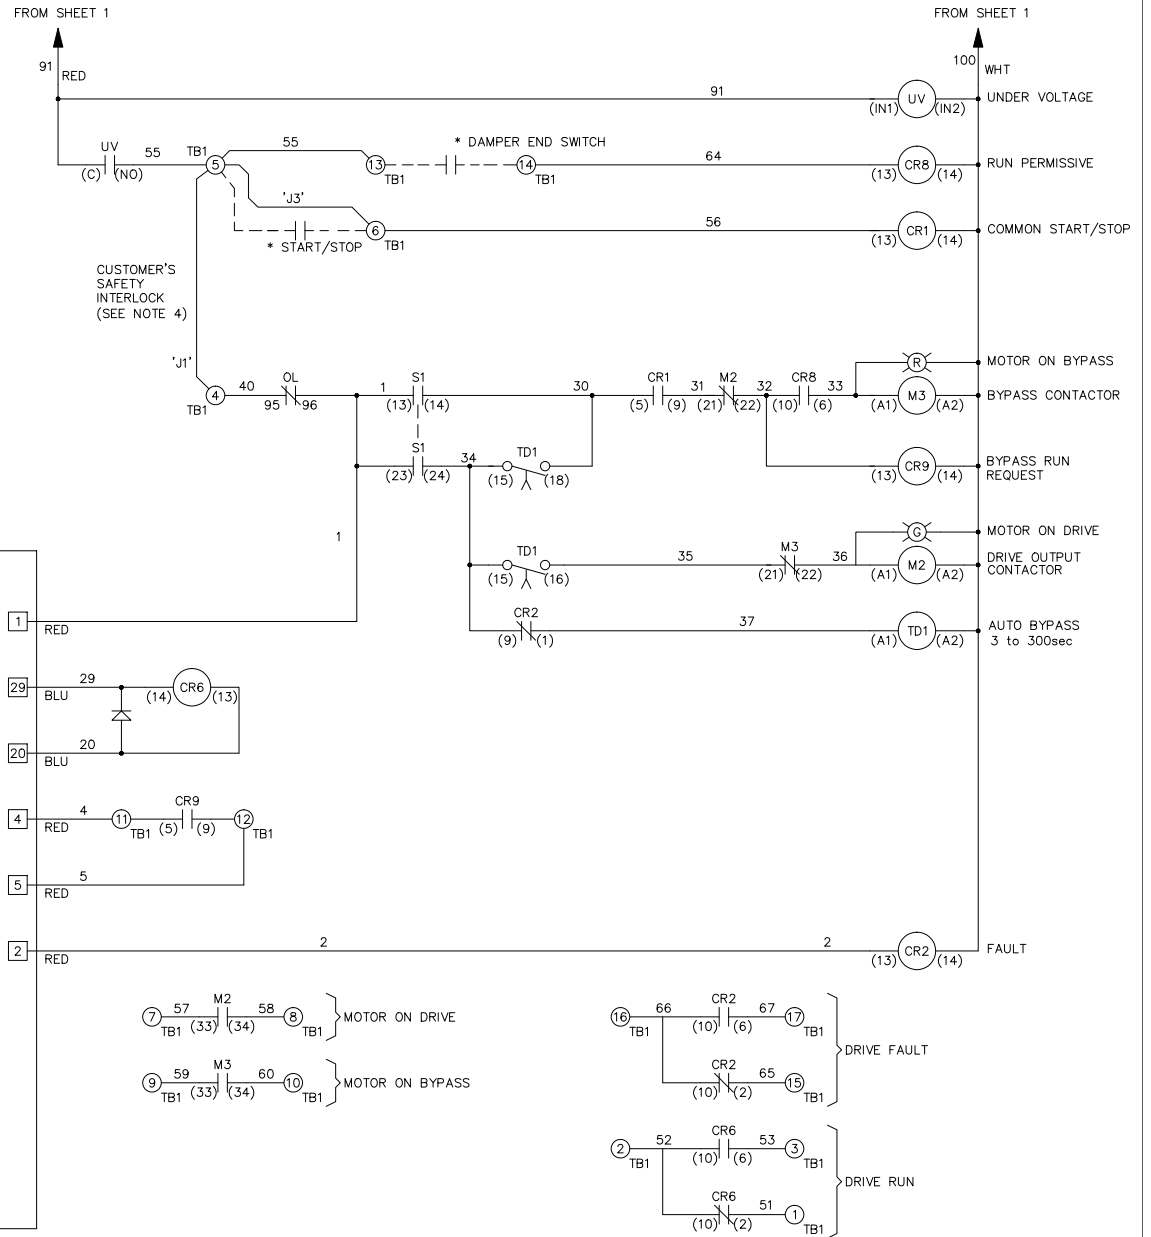 FROM SHEET 1
FROM SHEET 1
91
RED
100
WHT
91
(IN1)
UV
(IN2)
UNDER VOLTAGE
UV
(C)
(NO)
55
TB1
5
55
13
TB1
* DAMPER END SWITCH
14
TB1
64
(13)
CR8
(14)
RUN PERMISSIVE
'J3'
* START/STOP
6
TB1
56
(13)
CR1
(14)
COMMON START/STOP
CUSTOMER'S
SAFETY
INTERLOCK
(SEE NOTE 4)
'J1'
4
TB1
40
OL
95
96
1
S1
(13)
(14)
30
CR1
(5)
(9)
31
M2
(21)
(22)
32
CR8
(10)
(6)
33
R
MOTOR ON BYPASS
(A1)
M3
(A2)
BYPASS CONTACTOR
S1
(23)
(24)
34
TD1
(15)
(18)
(13)
CR9
(14)
BYPASS RUN
REQUEST
1
G
MOTOR ON DRIVE
TD1
(15)
(16)
35
M3
(21)
(22)
36
(A1)
M2
(A2)
DRIVE OUTPUT
CONTACTOR
CR2
(9)
(1)
37
(A1)
TD1
(A2)
AUTO BYPASS
3 to 300sec
1
RED
29
29
BLU
(14)
CR6
(13)
20
20
BLU
4
4
RED
11
TB1
CR9
(5)
(9)
12
TB1
5
5
RED
2
RED
2
2
(13)
CR2
(14)
FAULT
7
TB1
57
M2
(33)
(34)
58
8
TB1
MOTOR ON DRIVE
9
TB1
59
M3
(33)
(34)
60
10
TB1
MOTOR ON BYPASS
16
TB1
66
CR2
(10)
(6)
67
17
TB1
CR2
(10)
(2)
65
15
TB1
DRIVE FAULT
2
TB1
52
CR6
(10)
(6)
53
3
TB1
CR6
(10)
(2)
51
1
TB1
DRIVE RUN